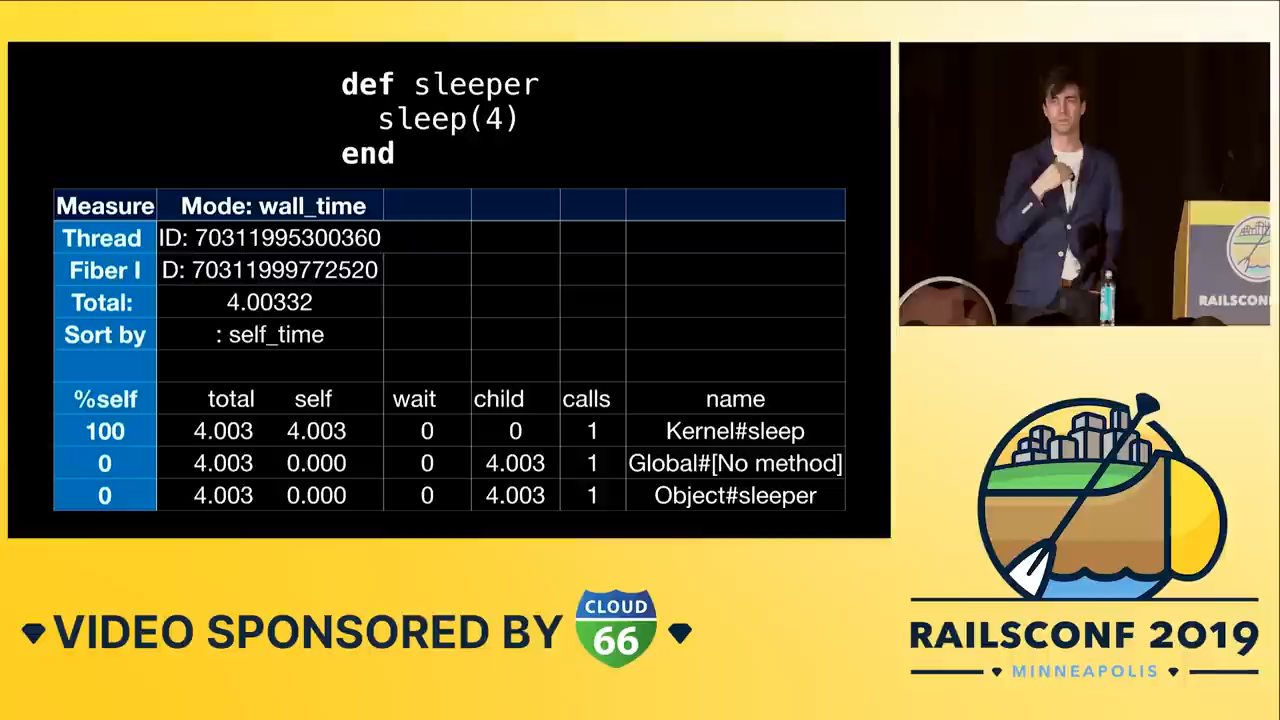 def sleeper
sleep(4)
end
Measure Mode: wall_time
Thread ID: 70311995300360
Fiber I D: 70311999772520
Total: 4.00332
Sort by : self_time
%self total self wait child calls name
100 4.003 4.003 0 0 1 Kernel#sleep
0 4.003 0.000 0 4.003 1 Global#[No method]
0 4.003 0.000 0 4.003 1 Object#sleeper
RAILSCONF
VIDEO SPONSORED BY CLOUD 66
RAILSCONF 2019
MINNEAPOLIS